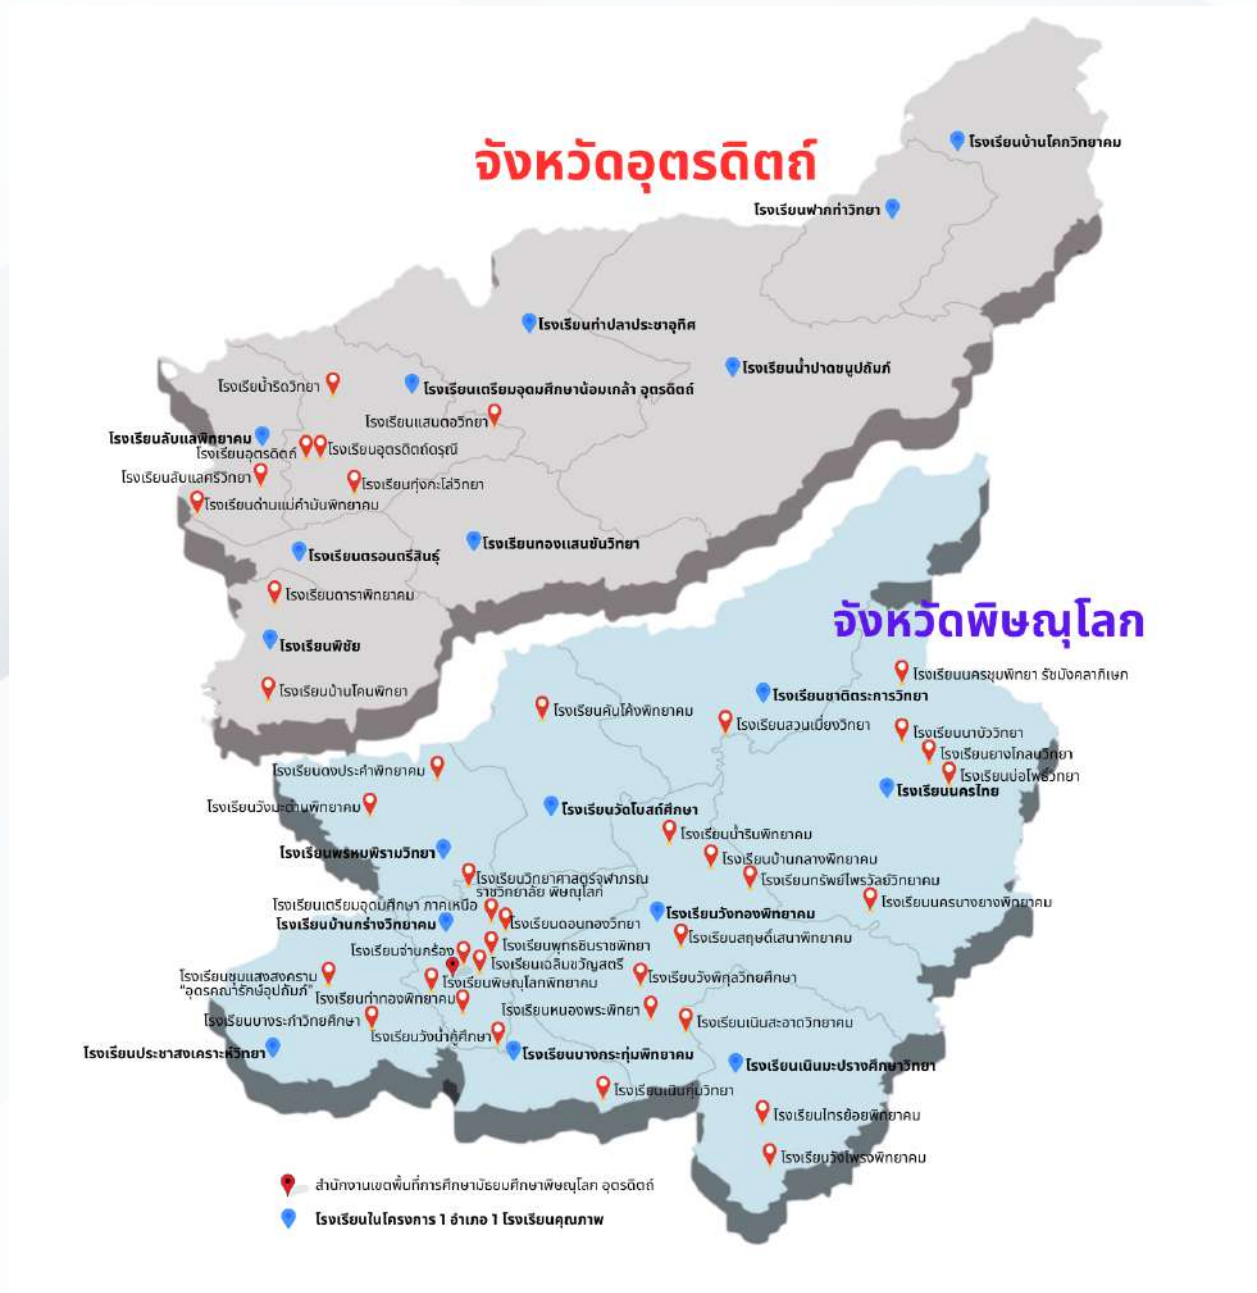 จังหวัดอุตรดิตถ์
โรงเรียนบ้านโคกวิทยาคม
โรงเรียนฟากท่าวิทยา
โรงเรียนท่าปลาประชาอุทิศ
โรงเรียนน้ำปาดชนูปถัมภ์
โรงเรียน้ำริดวิทยา
โรงเรียนเตรียมอุดมศึกษาน้อมเกล้า อุตรดิตถ์
โรงเรียนแสนตอวิทยา
โรงเรียนลับแลพิทยาคม
โรงเรียนอุตรดิตถ์
โรงเรียนอุตรดิตถ์ดรุณี
โรงเรียนลับแลศรีวิทยา
โรงเรียนทุ่งกะโล่วิทยา
โรงเรียนด่านแม่คำมันพิทยาคม
โรงเรียนตรอนตรีสินธุ์
โรงเรียนทองแสนขันวิทยา
โรงเรียนดาราพิทยาคม
โรงเรียนพิชัย
โรงเรียนบ้านโคนพิทยา
จังหวัดพิษณุโลก
โรงเรียนนครชุมพิทยา รัชมังคลาภิเษก
โรงเรียนชาติตระการวิทยา
โรงเรียนคันโค้งพิทยาคม
โรงเรียนสวนเมี่ยงวิทยา
โรงเรียนนาบัววิทยา
โรงเรียนยางโกลนวิทยา
โรงเรียนดงประคำพิทยาคม
โรงเรียนบ่อโพธิ์วิทยา
โรงเรียนนครไทย
โรงเรียนวังมะด่านพิทยาคม
โรงเรียนวัดโบสถ์ศึกษา
โรงเรียนน้ำรินพิทยาคม
โรงเรียนพรหมพิรามวิทยา
โรงเรียนบ้านกลางพิทยาคม
โรงเรียนวิทยาศาสตร์จุฬาภรณ
ราชวิทยาลัย พิษณุโลก
โรงเรียนทรัพย์ไพรวัลย์วิทยาคม
โรงเรียนนครบางยางพิทยาคม
โรงเรียนเตรียมอุดมศึกษา ภาคเหนือ
โรงเรียนวังทองพิทยาคม
โรงเรียนบ้านกร่างวิทยาคม
โรงเรียนดอนทองวิทยา
โรงเรียนสฤษดิ์เสนาพิทยาคม
โรงเรียนจ่านกร้อง
โรงเรียนพุทธชินราชพิทยา
โรงเรียนเฉลิมขวัญสตรี
โรงเรียนชุมแสงสงคราม
"อุดรคณารักษ์อุปถัมภ์"
โรงเรียนพิษณุโลกพิทยาคม
โรงเรียนวังพิกุลวิทยศึกษา
โรงเรียนท่าทองพิทยาคม
โรงเรียนหนองพระพิทยา
โรงเรียนบางระกำวิทยศึกษา
โรงเรียนเนินสะอาดวิทยาคม
โรงเรียนวังน้ำคู้ศึกษา
โรงเรียนประชาสงเคราะห์วิทยา
โรงเรียนบางกระทุ่มพิทยาคม
โรงเรียนเนินมะปรางศึกษาวิทยา
โรงเรียนเนินกุ่มวิทยา
โรงเรียนไทรย้อยพิทยาคม
โรงเรียนวังโพรงพิทยาคม
สำนักงานเขตพื้นที่การศึกษามัธยมศึกษาพิษณุโลก อุตรดิตถ์
โรงเรียนในโครงการ 1 อำเภอ 1 โรงเรียนคุณภาพ